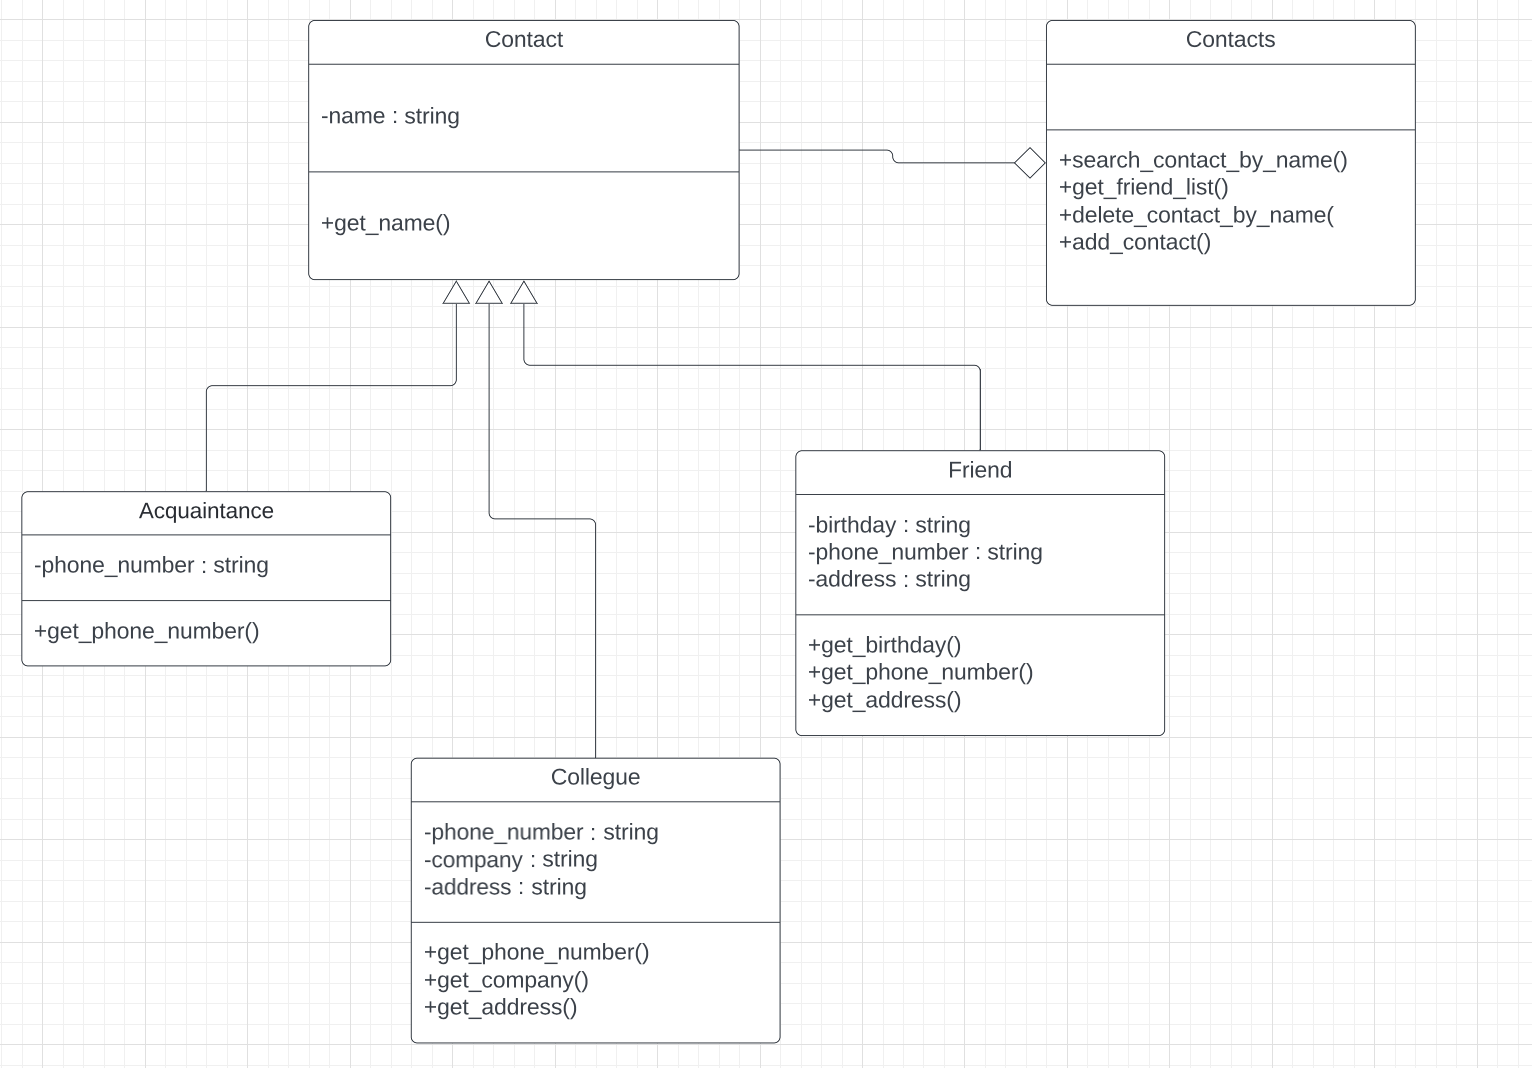 Contact
-name : string
+get_name()
Contacts
+search_contact_by_name()
+get_friend_list()
+delete_contact_by_name(
+add_contact()
Acquaintance
-phone_number : string
+get_phone_number()
Friend
-birthday : string
-phone_number : string
-address : string
+get_birthday()
+get_phone_number()
+get_address()
Collegue
-phone_number : string
-company : string
-address : string
+get_phone_number()
+get_company()
+get_address()